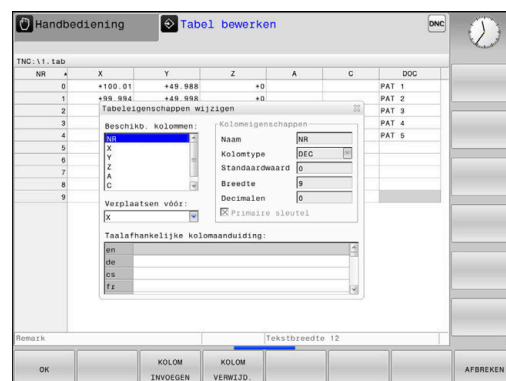 Handbediening
Tabel bewerken
DNC
TNC:\1.tab
NR X Y Z A C DOC
0 +100.01 +49.988 +0 PAT 1
1 +99.994 +49.998 +0 PAT 2
2 PAT 3
3 PAT 4
4 PAT 5
5
6
7
8
9
Tabeleigenschappen wijzigen
Beschikb. kolommen:
NR
X
Y
Z
A
C
Verplaatsen vóór:
X
Kolomeigenschappen
Naam NR
Kolomtype DEC
Standaardwaard 0
Breedte 9
Decimalen 0
Primaire sleutel
Taalafhankelijke kolomaanduiding:
en
de
cs
fr
Remark
Tekstbreedte 12
OK
KOLOM INVOEGEN
KOLOM VERWIJD.
AFBREKEN